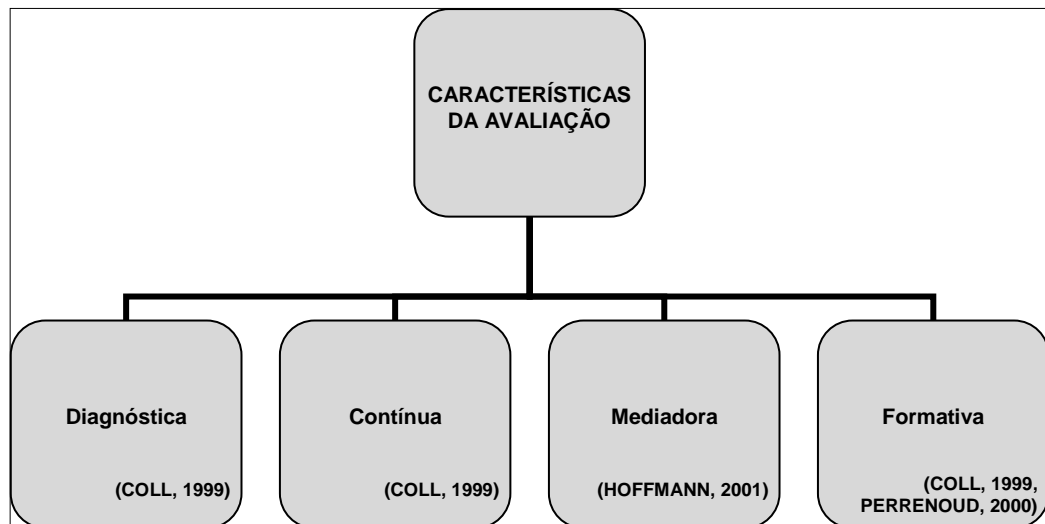 CARACTERÍSTICAS
DA AVALIAÇÃO
Diagnóstica
(COLL, 1999)
Contínua
(COLL, 1999)
Mediadora
(HOFFMANN, 2001)
Formativa
(COLL, 1999,
PERRENOUD, 2000)